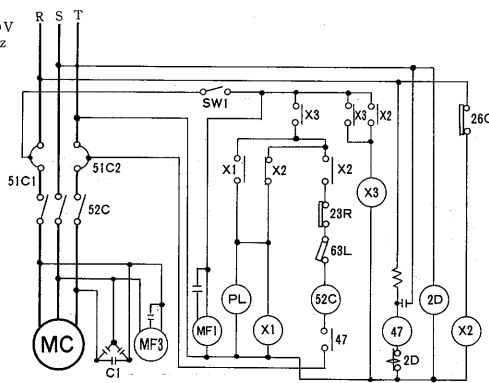 R S T
V
z
SW1
26C
X3 X3 X2
51C1 51C2
X1 X2 X2
X3
52C
23R
63L
PL 52C 2D
MC MF3 MF1 X1 47 47 X2
C1 2D